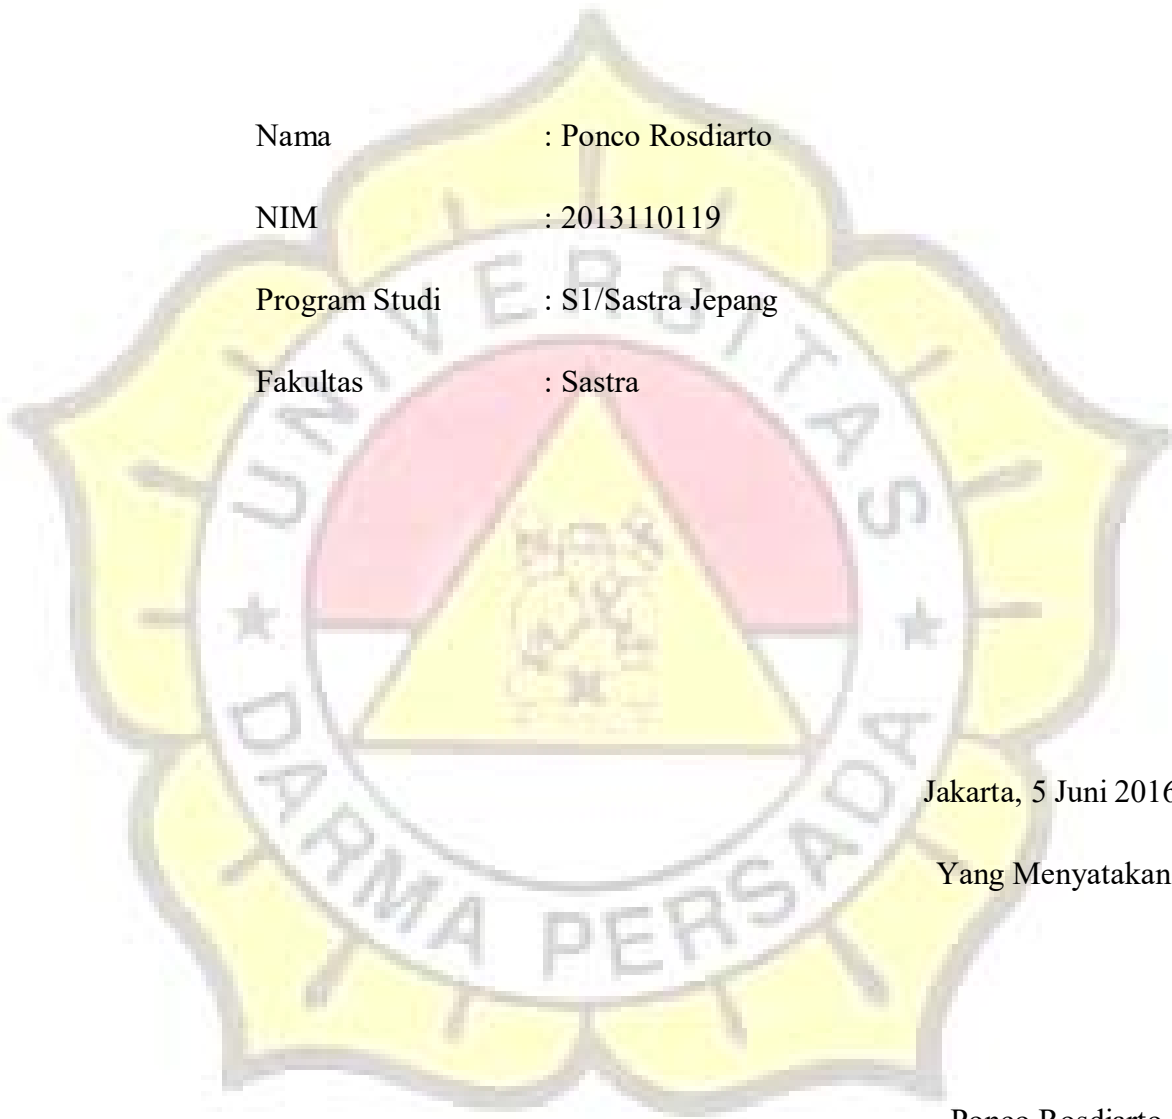 Nama : Ponco Rosdiarto
NIM : 2013110119
Program Studi : S1/Sastra Jepang
Fakultas : Sastra
UNIVERSITAS
DARMA PERSADA
Jakarta, 5 Juni 2016
Yang Menyatakan
Ponco Rosdiarto